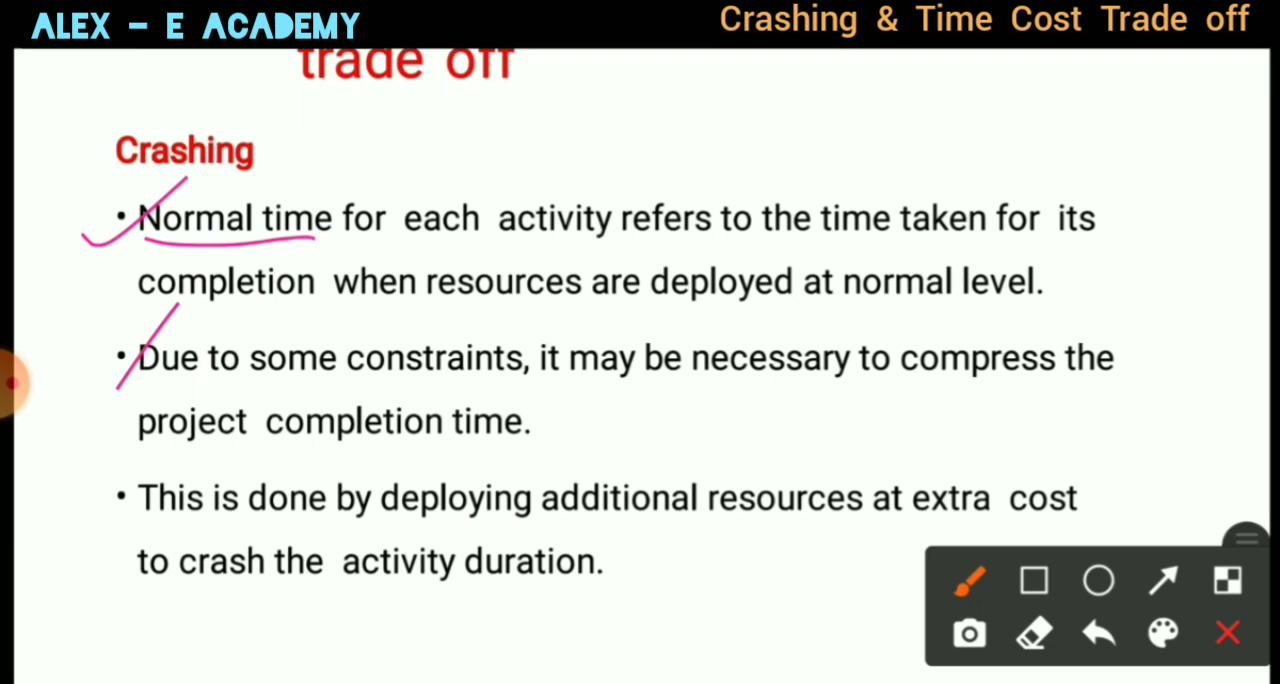 ALEX - E ACADEMY
Crashing & Time Cost Trade off
trade off
Crashing
• Normal time for each activity refers to the time taken for its
completion when resources are deployed at normal level.
• Due to some constraints, it may be necessary to compress the
project completion time.
• This is done by deploying additional resources at extra cost
to crash the activity duration.